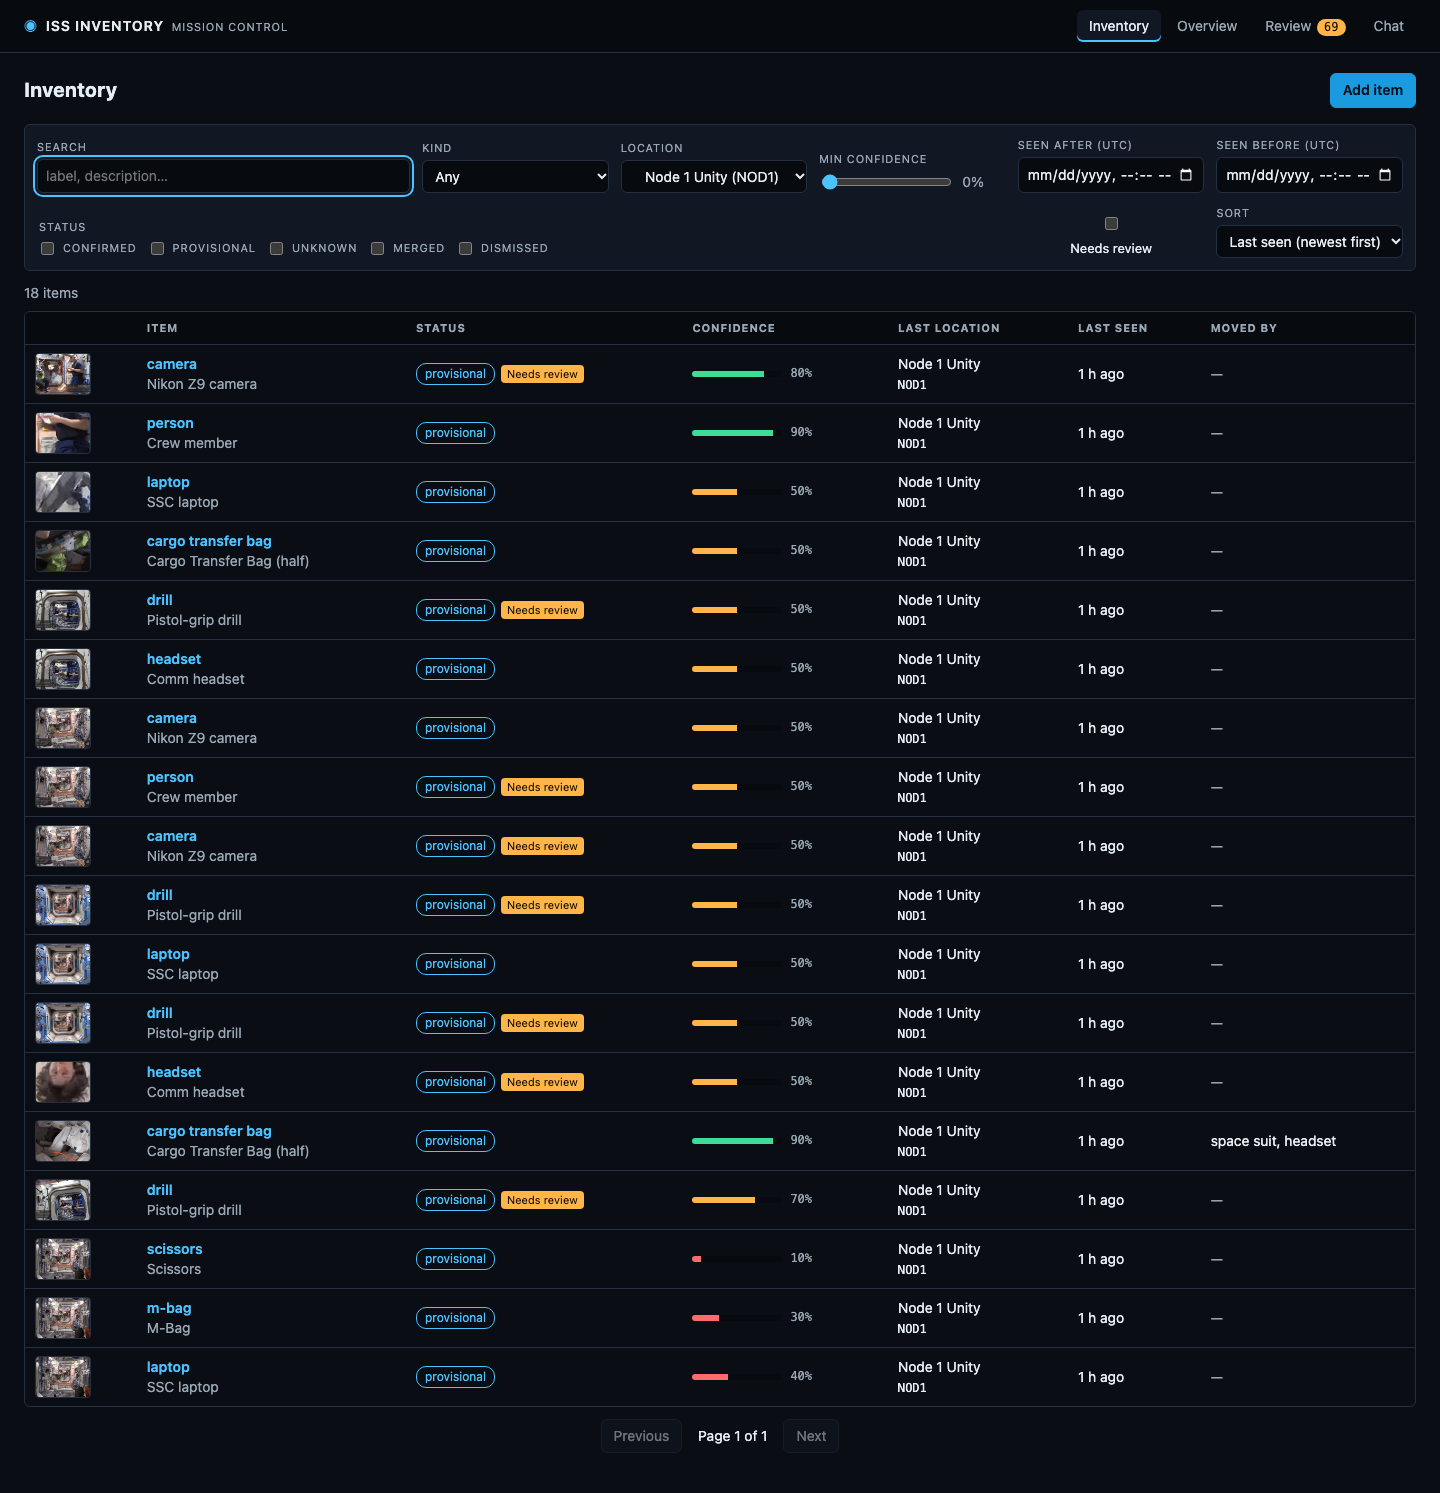 ISS INVENTORY MISSION CONTROL
Inventory Overview Review 69 Chat
Inventory
Add item
SEARCH
label, description...
KIND
Any
LOCATION
Node 1 Unity (NOD1)
MIN CONFIDENCE
0%
SEEN AFTER (UTC)
mm/dd/yyyy, --:-- --
SEEN BEFORE (UTC)
mm/dd/yyyy, --:-- --
STATUS
CONFIRMED PROVISIONAL UNKNOWN MERGED DISMISSED
Needs review
SORT
Last seen (newest first)
18 items
ITEM STATUS CONFIDENCE LAST LOCATION LAST SEEN MOVED BY
camera
Nikon Z9 camera
provisional Needs review 80%
Node 1 Unity
NOD1
1 h ago —
person
Crew member
provisional 90%
Node 1 Unity
NOD1
1 h ago —
laptop
SSC laptop
provisional 50%
Node 1 Unity
NOD1
1 h ago —
cargo transfer bag
Cargo Transfer Bag (half)
provisional 50%
Node 1 Unity
NOD1
1 h ago —
drill
Pistol-grip drill
provisional Needs review 50%
Node 1 Unity
NOD1
1 h ago —
headset
Comm headset
provisional 50%
Node 1 Unity
NOD1
1 h ago —
camera
Nikon Z9 camera
provisional 50%
Node 1 Unity
NOD1
1 h ago —
person
Crew member
provisional Needs review 50%
Node 1 Unity
NOD1
1 h ago —
camera
Nikon Z9 camera
provisional Needs review 50%
Node 1 Unity
NOD1
1 h ago —
drill
Pistol-grip drill
provisional Needs review 50%
Node 1 Unity
NOD1
1 h ago —
laptop
SSC laptop
provisional 50%
Node 1 Unity
NOD1
1 h ago —
drill
Pistol-grip drill
provisional Needs review 50%
Node 1 Unity
NOD1
1 h ago —
headset
Comm headset
provisional Needs review 50%
Node 1 Unity
NOD1
1 h ago —
cargo transfer bag
Cargo Transfer Bag (half)
provisional 90%
Node 1 Unity
NOD1
1 h ago space suit, headset
drill
Pistol-grip drill
provisional Needs review 70%
Node 1 Unity
NOD1
1 h ago —
scissors
Scissors
provisional 10%
Node 1 Unity
NOD1
1 h ago —
m-bag
M-Bag
provisional 30%
Node 1 Unity
NOD1
1 h ago —
laptop
SSC laptop
provisional 40%
Node 1 Unity
NOD1
1 h ago —
Previous Page 1 of 1 Next